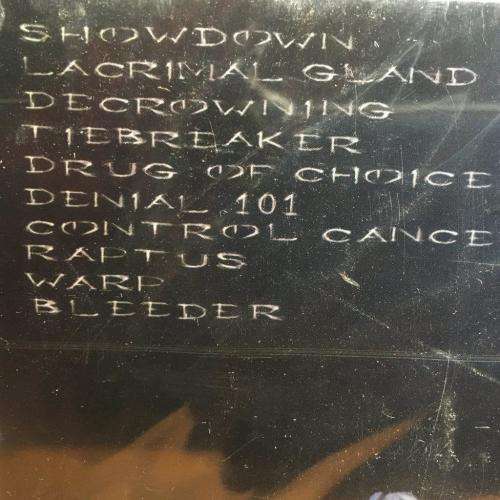 SHOWDOWN
LACRIMAL GLAND
DECROWNING
TIEBREAKER
DRUG OF CHOICE
DENIAL 101
CONTROL CANCE
RAPTUS
WARP
BLEEDER